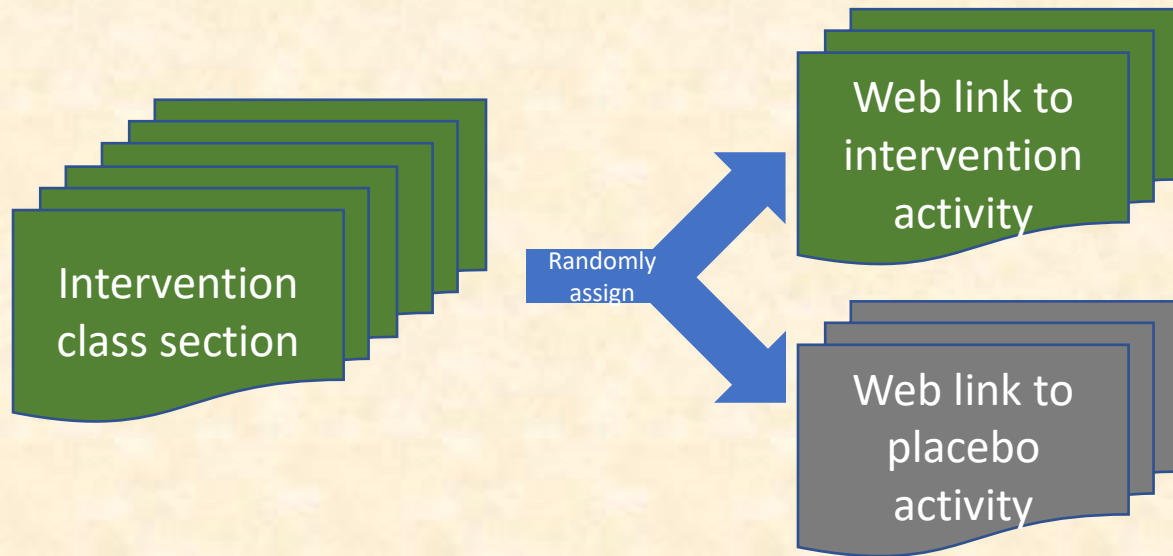 Intervention
class section
Randomly
assign
Web link to
intervention
activity
Web link to
placebo
activity